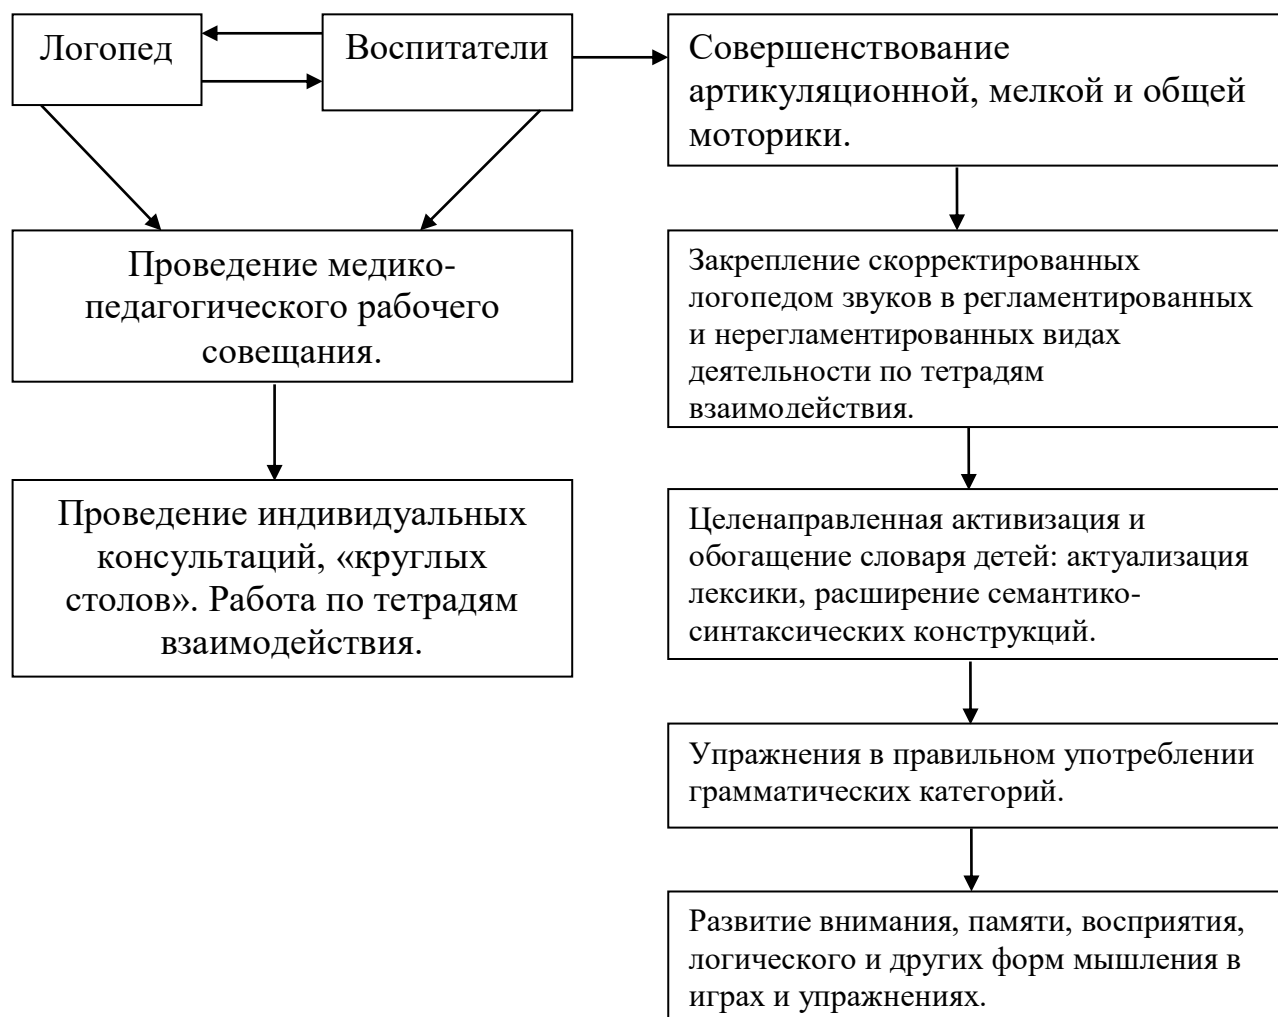 Логопед
Воспитатели
Совершенствование
артикуляционной, мелкой и общей
моторики.
Проведение медико-
педагогического рабочего
совещания.
Закрепление скорректированных
логопедом звуков в регламентированных
и нерегламентированных видах
деятельности по тетрадям
взаимодействия.
Проведение индивидуальных
консультаций, «круглых
столов». Работа по тетрадям
взаимодействия.
Целенаправленная активизация и
обогащение словаря детей: актуализация
лексики, расширение семантико-
синтаксических конструкций.
Упражнения в правильном употреблении
грамматических категорий.
Развитие внимания, памяти, восприятия,
логического и других форм мышления в
играх и упражнениях.